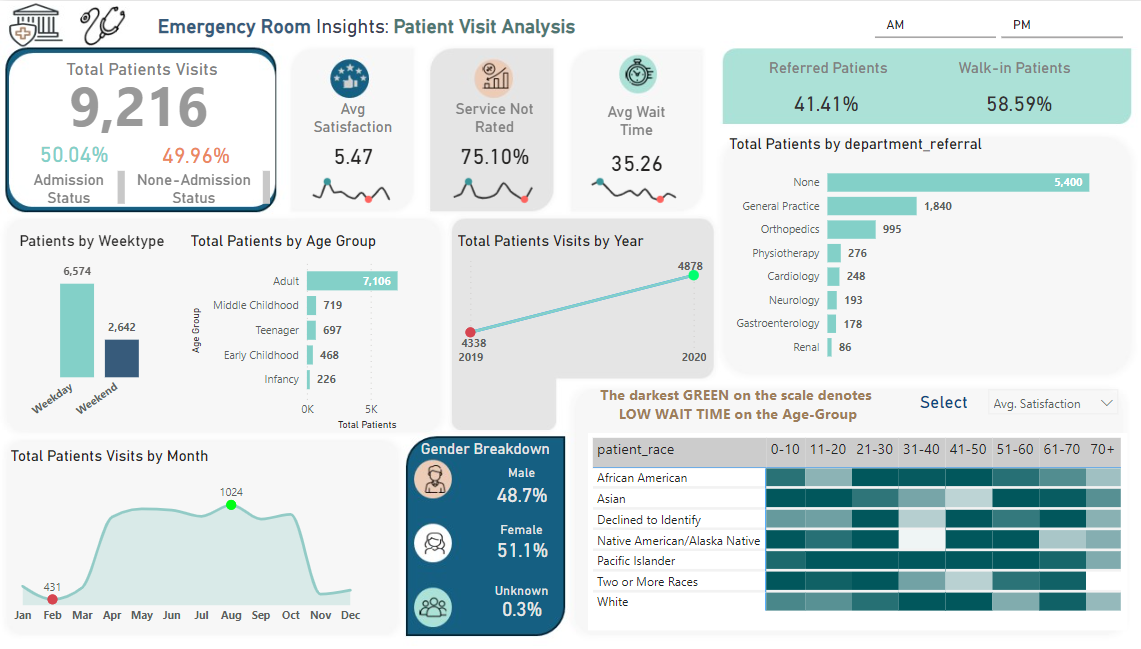 Emergency Room Insights: Patient Visit Analysis
AM
PM
Total Patients Visits
9,216
50.04%
49.96%
Admission
Status
None-Admission
Status
Avg
Satisfaction
5.47
Service Not
Rated
75.10%
Avg Wait
Time
35.26
Referred Patients
Walk-in Patients
41.41%
58.59%
Total Patients by department_referral
None
5,400
General Practice
1,840
Orthopedics
995
Physiotherapy
276
Cardiology
248
Neurology
193
Gastroenterology
178
Renal
86
Patients by Weektype
6,574
2,642
Weekday
Weekend
Total Patients by Age Group
Age Group
Adult
7,106
Middle Childhood
719
Teenager
697
Early Childhood
468
Infancy
226
0K
5K
Total Patients
Total Patients Visits by Year
4878
4338
2019
2020
The darkest GREEN on the scale denotes
LOW WAIT TIME on the Age-Group
Select
Avg. Satisfaction
patient_race 0-10 11-20 21-30 31-40 41-50 51-60 61-70 70+
African American
Asian
Declined to Identify
Native American/Alaska Native
Pacific Islander
Two or More Races
White
Total Patients Visits by Month
1024
431
Jan Feb Mar Apr May Jun Jul Aug Sep Oct Nov Dec
Gender Breakdown
Male
48.7%
Female
51.1%
Unknown
0.3%